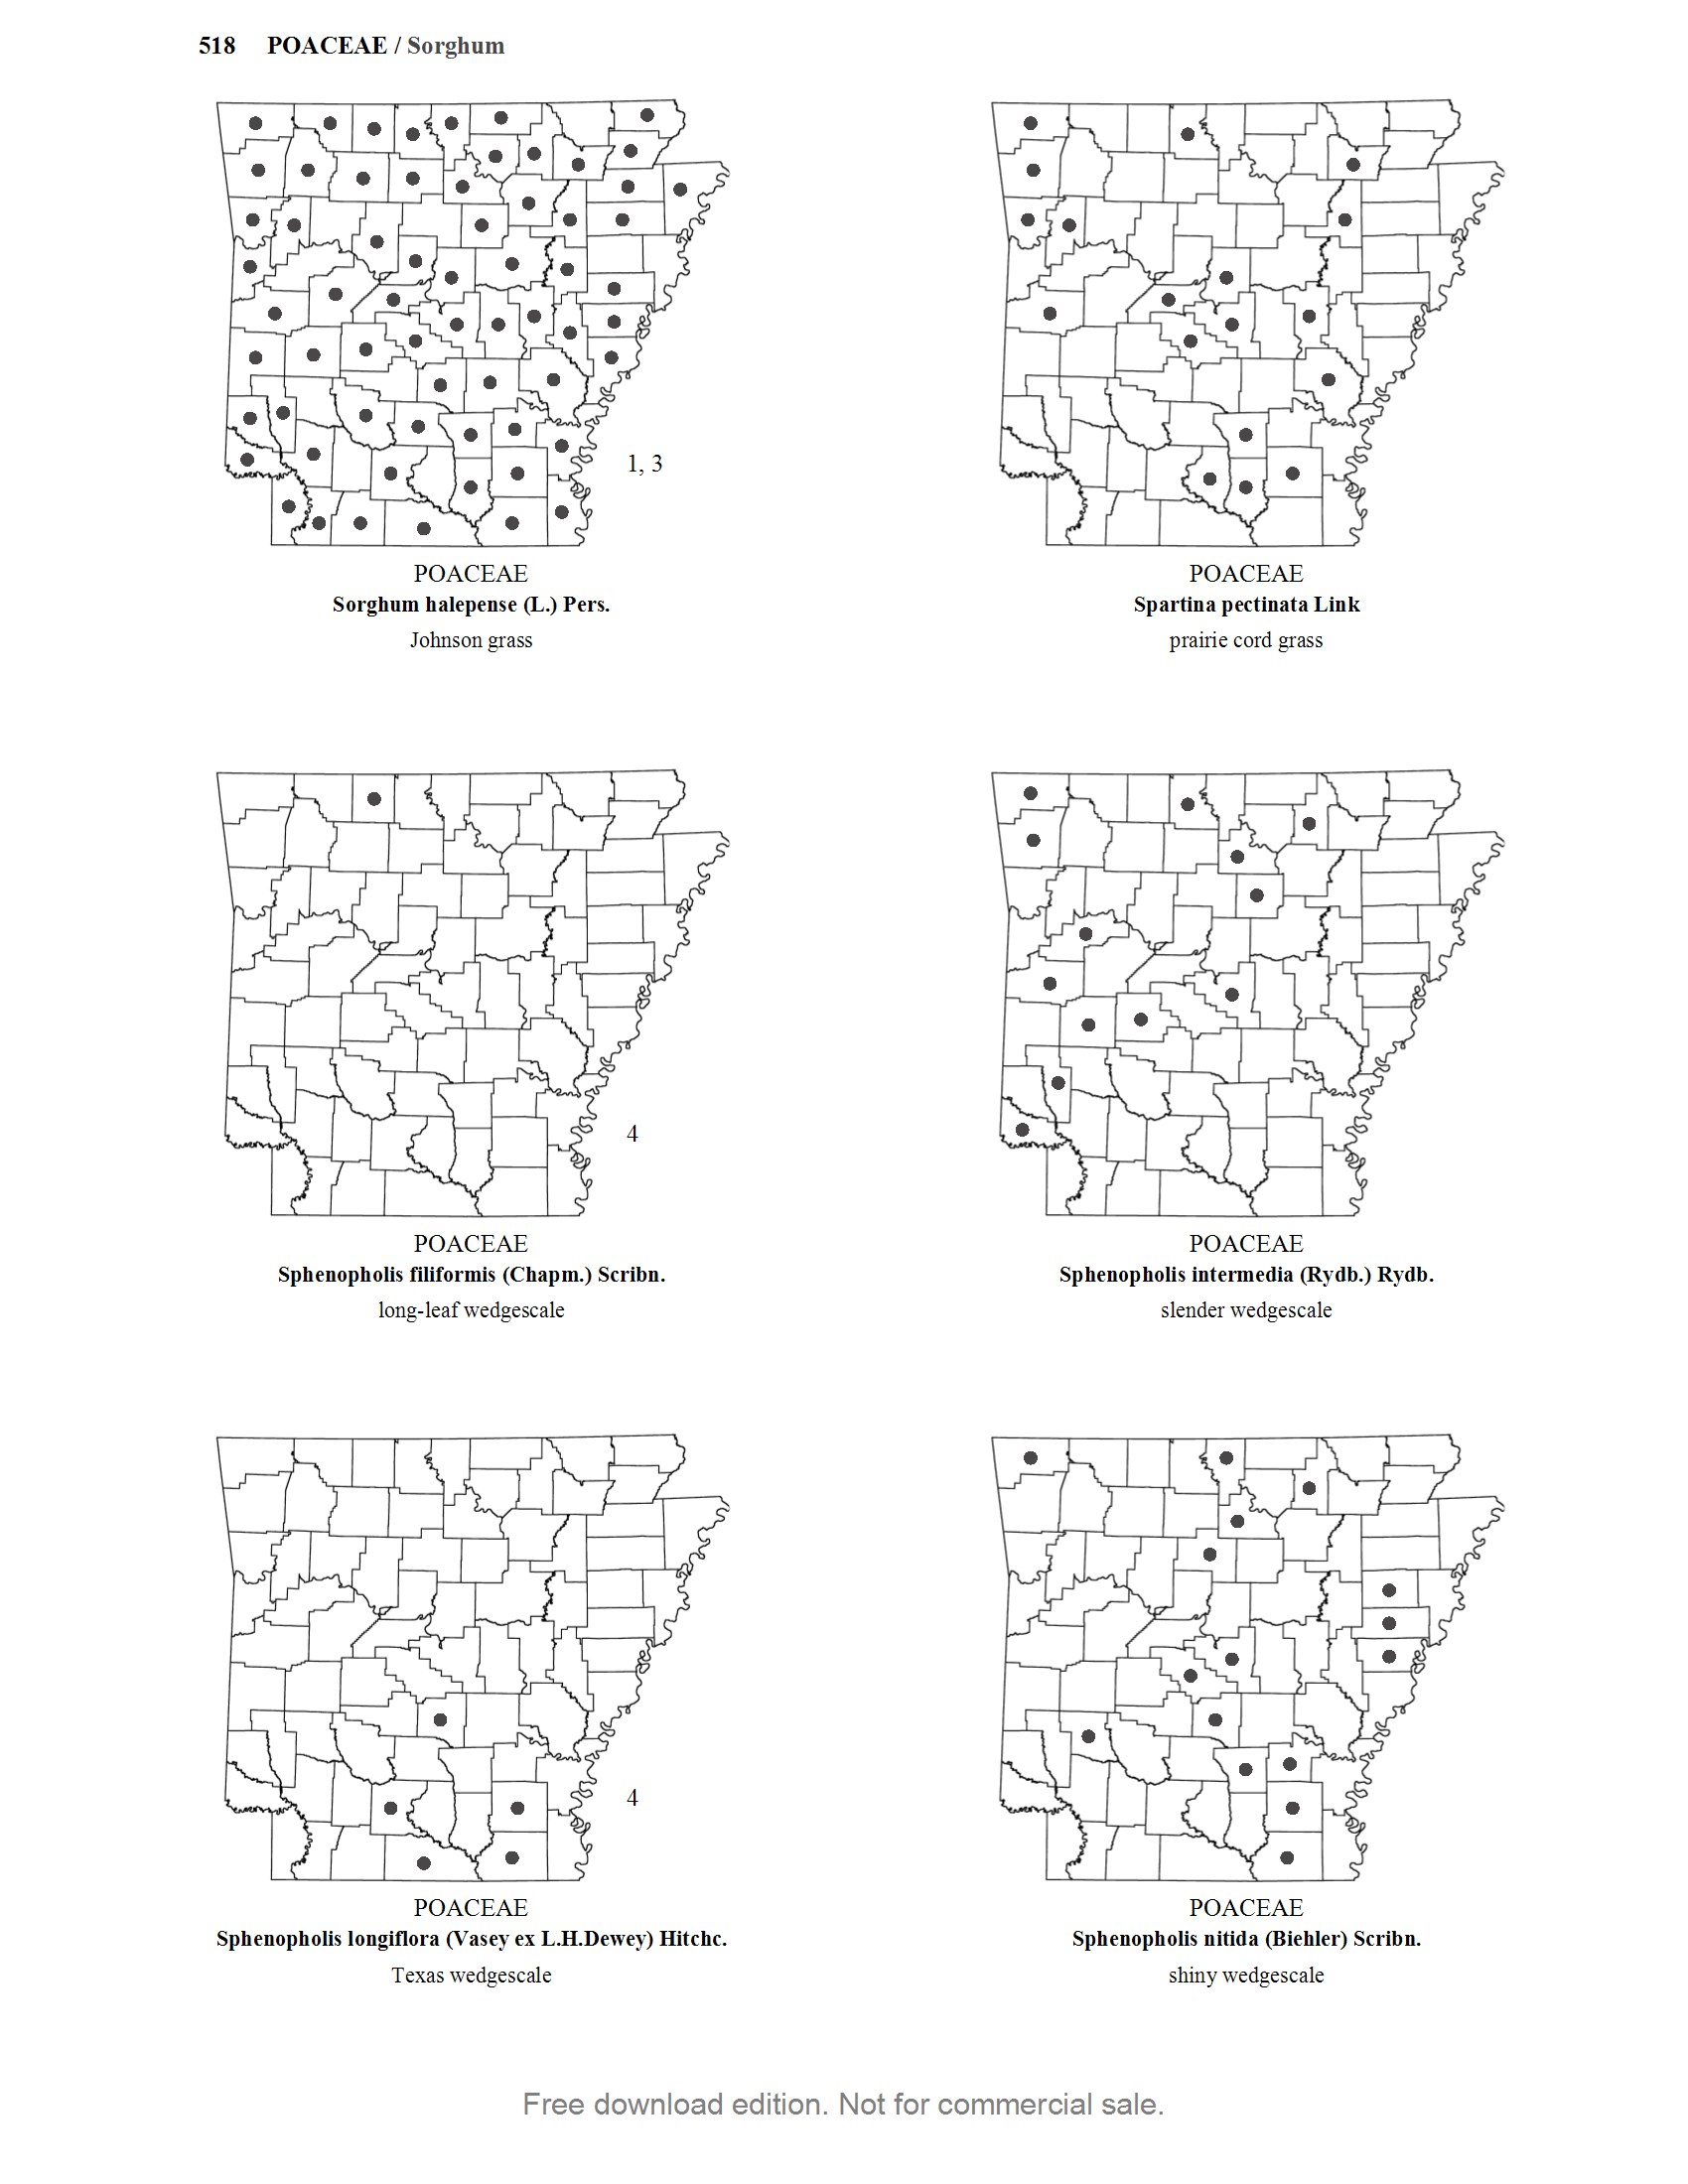 518 POACEAE / Sorghum
1, 3
POACEAE
Sorghum halepense (L.) Pers.
Johnson grass
POACEAE
Spartina pectinata Link
prairie cord grass
4
POACEAE
Sphenopholis filiformis (Chapm.) Scribn.
long-leaf wedgescale
POACEAE
Sphenopholis intermedia (Rydb.) Rydb.
slender wedgescale
4
POACEAE
Sphenopholis longiflora (Vasey ex L.H.Dewey) Hitchc.
Texas wedgescale
POACEAE
Sphenopholis nitida (Biehler) Scribn.
shiny wedgescale
Free download edition. Not for commercial sale.